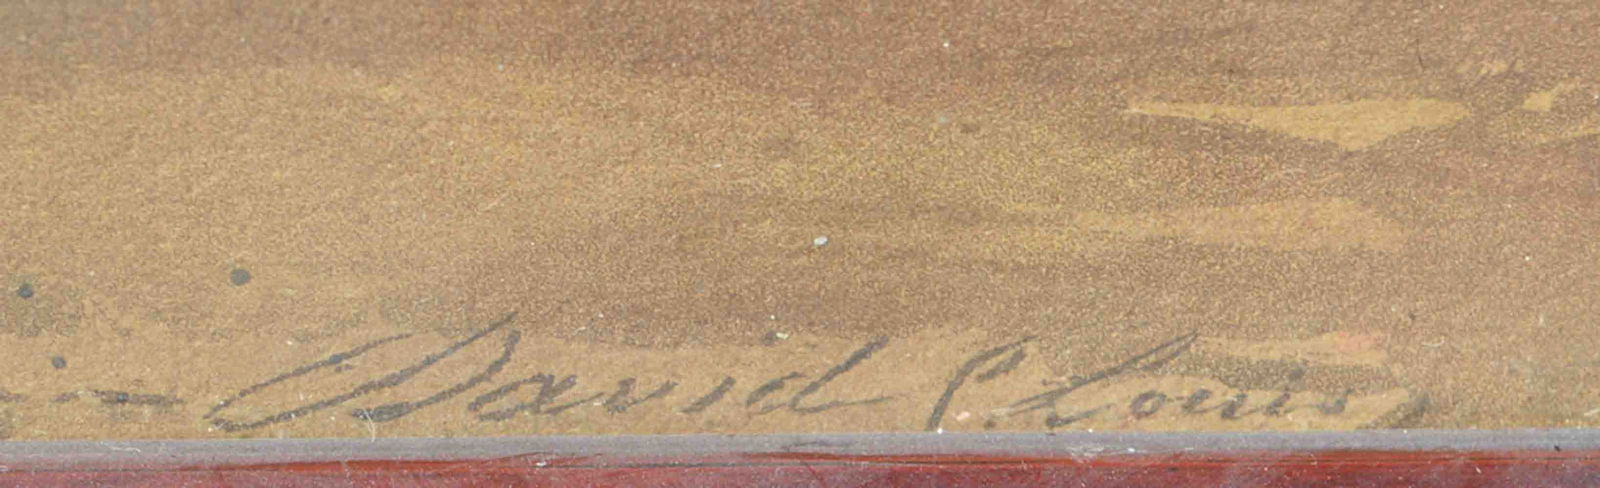 – David (Louis)